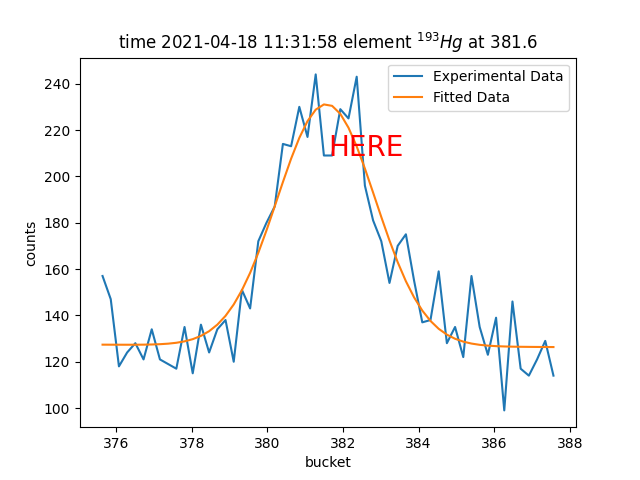 time 2021-04-18 11:31:58 element ¹⁹³Hg at 381.6
Experimental Data
Fitted Data
HERE
counts
240
220
200
180
160
140
120
100
376 378 380 382 384 386 388
bucket